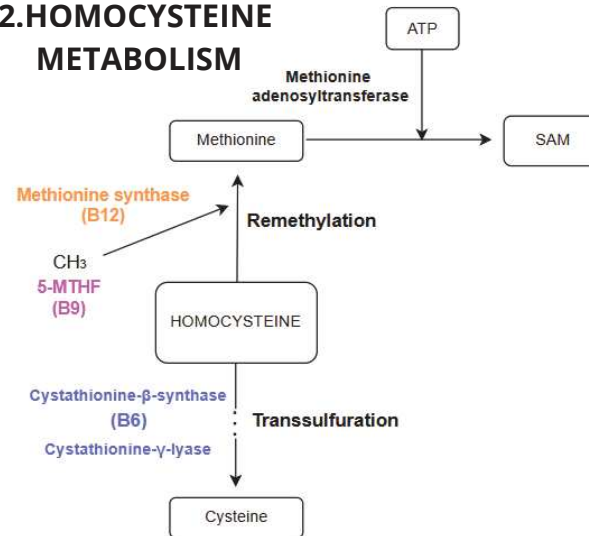 2.HOMOCYSTEINE
METABOLISM
ATP
Methionine
adenosyltransferase
Methionine
SAM
Methionine synthase
(B12)
Remethylation
CH₃
5-MTHF
(B9)
HOMOCYSTEINE
Cystathionine-β-synthase
(B6)
Transsulfuration
Cystathionine-γ-lyase
Cysteine